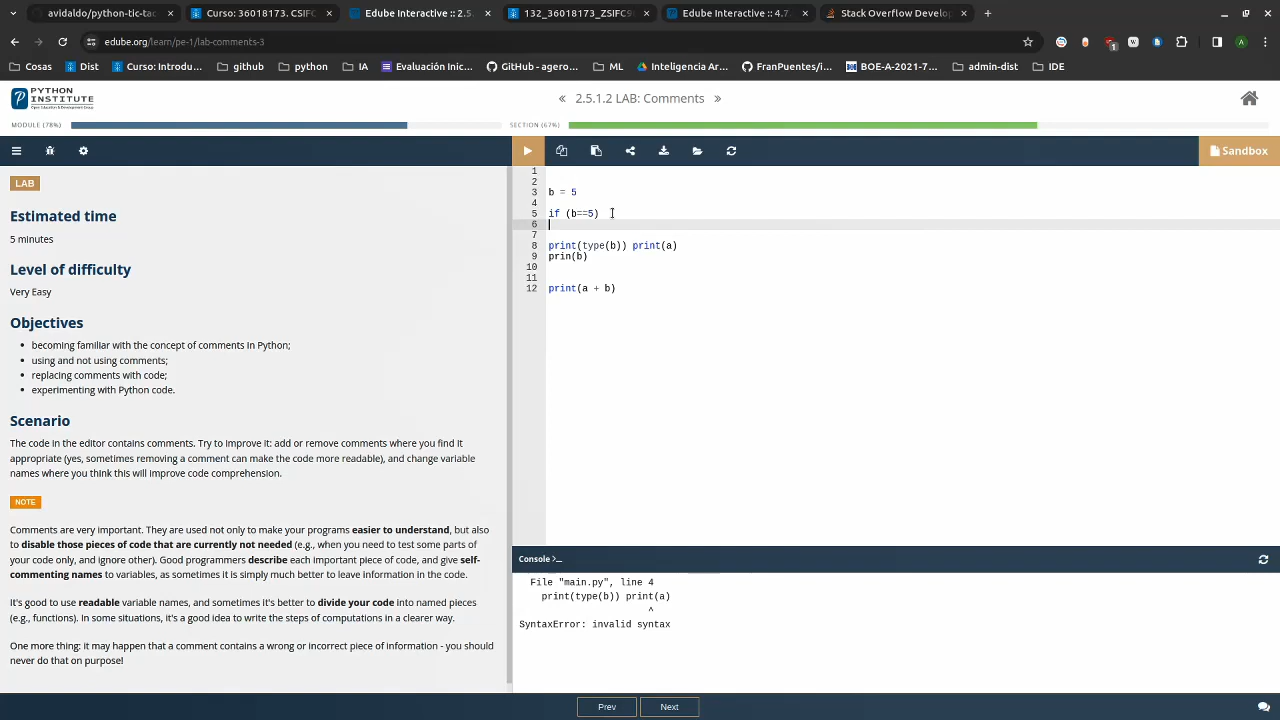 avidaldo/python-tic-tac
Curso: 36018173. CSIFC
Edube Interactive :: 2.5.
132_36018173_ZSIFC9
Edube Interactive :: 4.7.
Stack Overflow Develo
edube.org/learn/pe-1/lab-comments-3
Cosas
Dist
Curso: Introdu...
github
python
IA
Evaluación Inic...
GitHub - agero...
ML
Inteligencia Ar...
FranPuentes/i...
BOE-A-2021-7...
admin-dist
IDE
PYTHON
INSTITUTE
« 2.5.1.2 LAB: Comments »
MODULE (78%)
SECTION (67%)
Sandbox
LAB
Estimated time
5 minutes
Level of difficulty
Very Easy
Objectives
• becoming familiar with the concept of comments in Python;
• using and not using comments;
• replacing comments with code;
• experimenting with Python code.
Scenario
The code in the editor contains comments. Try to improve it: add or remove comments where you find it
appropriate (yes, sometimes removing a comment can make the code more readable), and change variable
names where you think this will improve code comprehension.
NOTE
Comments are very important. They are used not only to make your programs easier to understand, but also
to disable those pieces of code that are currently not needed (e.g., when you need to test some parts of
your code only, and ignore other). Good programmers describe each important piece of code, and give self-
commenting names to variables, as sometimes it is simply much better to leave information in the code.
It's good to use readable variable names, and sometimes it's better to divide your code into named pieces
(e.g., functions). In some situations, it's a good idea to write the steps of computations in a clearer way.
One more thing: it may happen that a comment contains a wrong or incorrect piece of information - you should
never do that on purpose!
1
2
3 b = 5
4
5 if (b==5)
6
7
8 print(type(b)) print(a)
9 prin(b)
10
11
12 print(a + b)
Console >_
File "main.py", line 4
print(type(b)) print(a)
^
SyntaxError: invalid syntax
Prev
Next